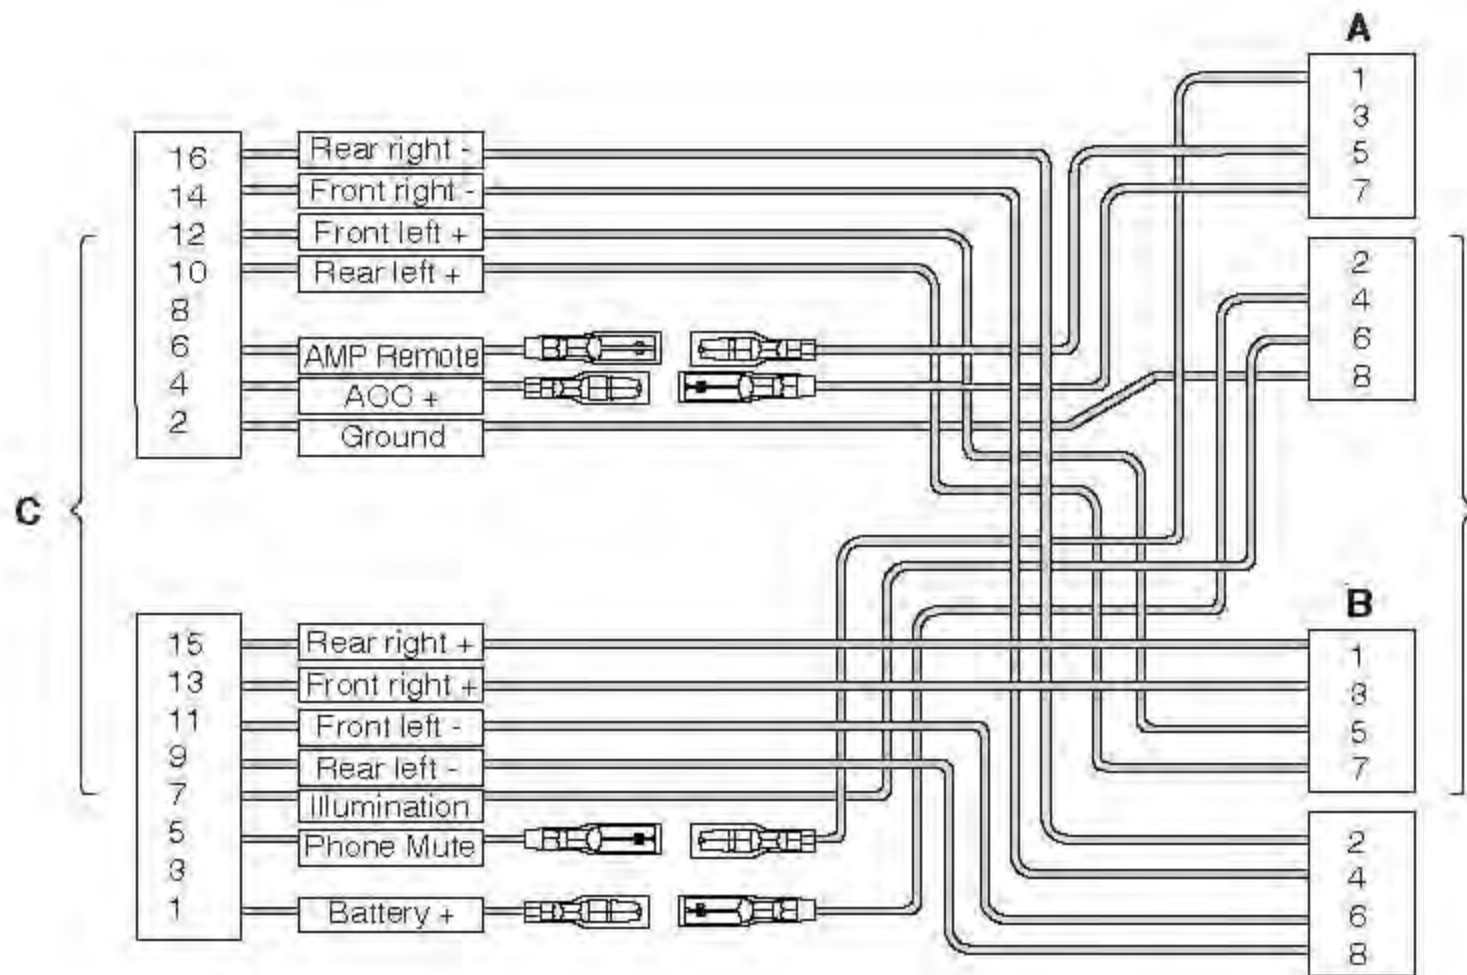 A
1
3
5
7
16 Rear right -
14 Front right -
12 Front left +
10 Rear left +
8
6 AMP Remote
4 ACC +
2 Ground
2
4
6
8
C
15 Rear right +
13 Front right +
11 Front left -
9 Rear left -
7 Illumination
5 Phone Mute
3
1 Battery +
B
1
3
5
7
2
4
6
8